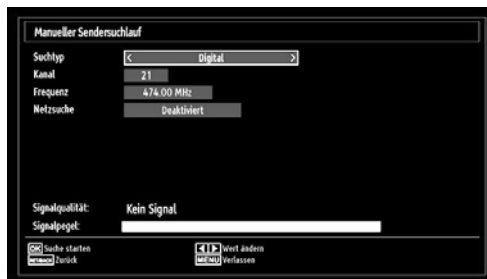 Manueller Sendersuchlauf
Suchtyp < Digital >
Kanal 21
Frequenz 474.00 MHz
Netzsuche Deaktiviert
Signalqualität: Kein Signal
Signalpegel:
OK Suche starten Wert ändern
Zurück MENU Verlassen